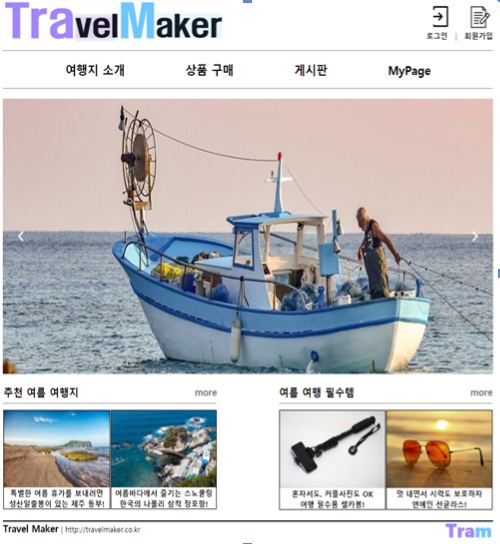 TravelMaker
로그인 | 회원가입
여행지 소개 상품 구매 게시판 MyPage
추천 여름 여행지 more
여름 여행 필수템 more
특별한 여름 휴가를 보내려면
성산일출봉이 있는 제주 동부!
여름바다에서 즐기는 스노쿨링
한국의 나폴리 삼척 장호항!
혼자서도, 커플사진도 OK
여행 필수품 셀카봉!
멋 내면서 시력도 보호하자
연예인 선글라스!
Travel Maker | http://travelmaker.co.kr
Tram